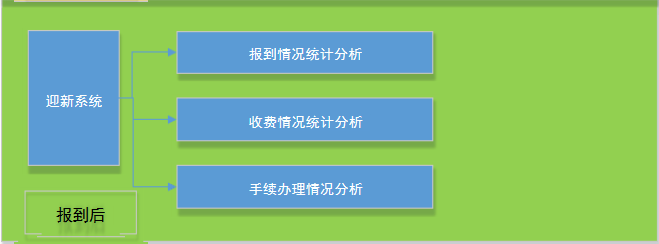 报到情况统计分析
迎新系统
收费情况统计分析
手续办理情况分析
报到后